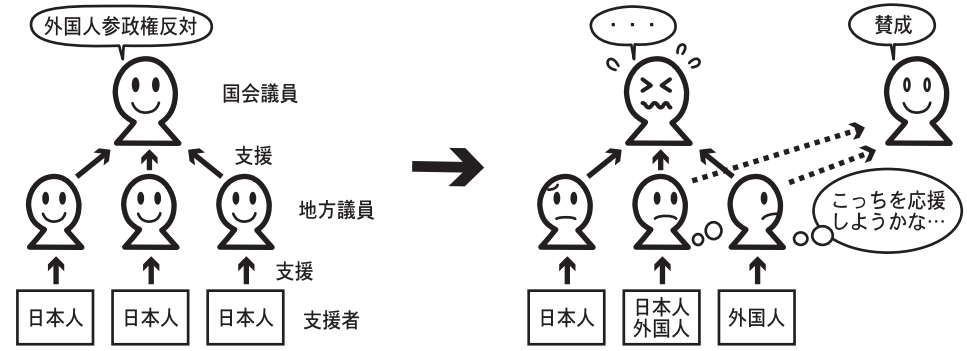 外国人参政権反対
国会議員
支援
地方議員
支援
日本人
日本人
日本人
支援者
・・・
賛成
こっちを応援
しようかな…
日本人
日本人
外国人
外国人